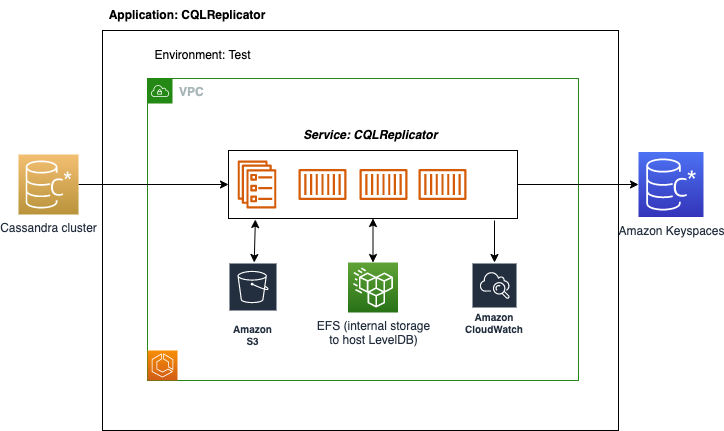 Application: CQLReplicator
Environment: Test
VPC
Service: CQLReplicator
C*
Cassandra cluster
C*
Amazon Keyspaces
Amazon
S3
EFS (internal storage
to host LevelDB)
Amazon
CloudWatch